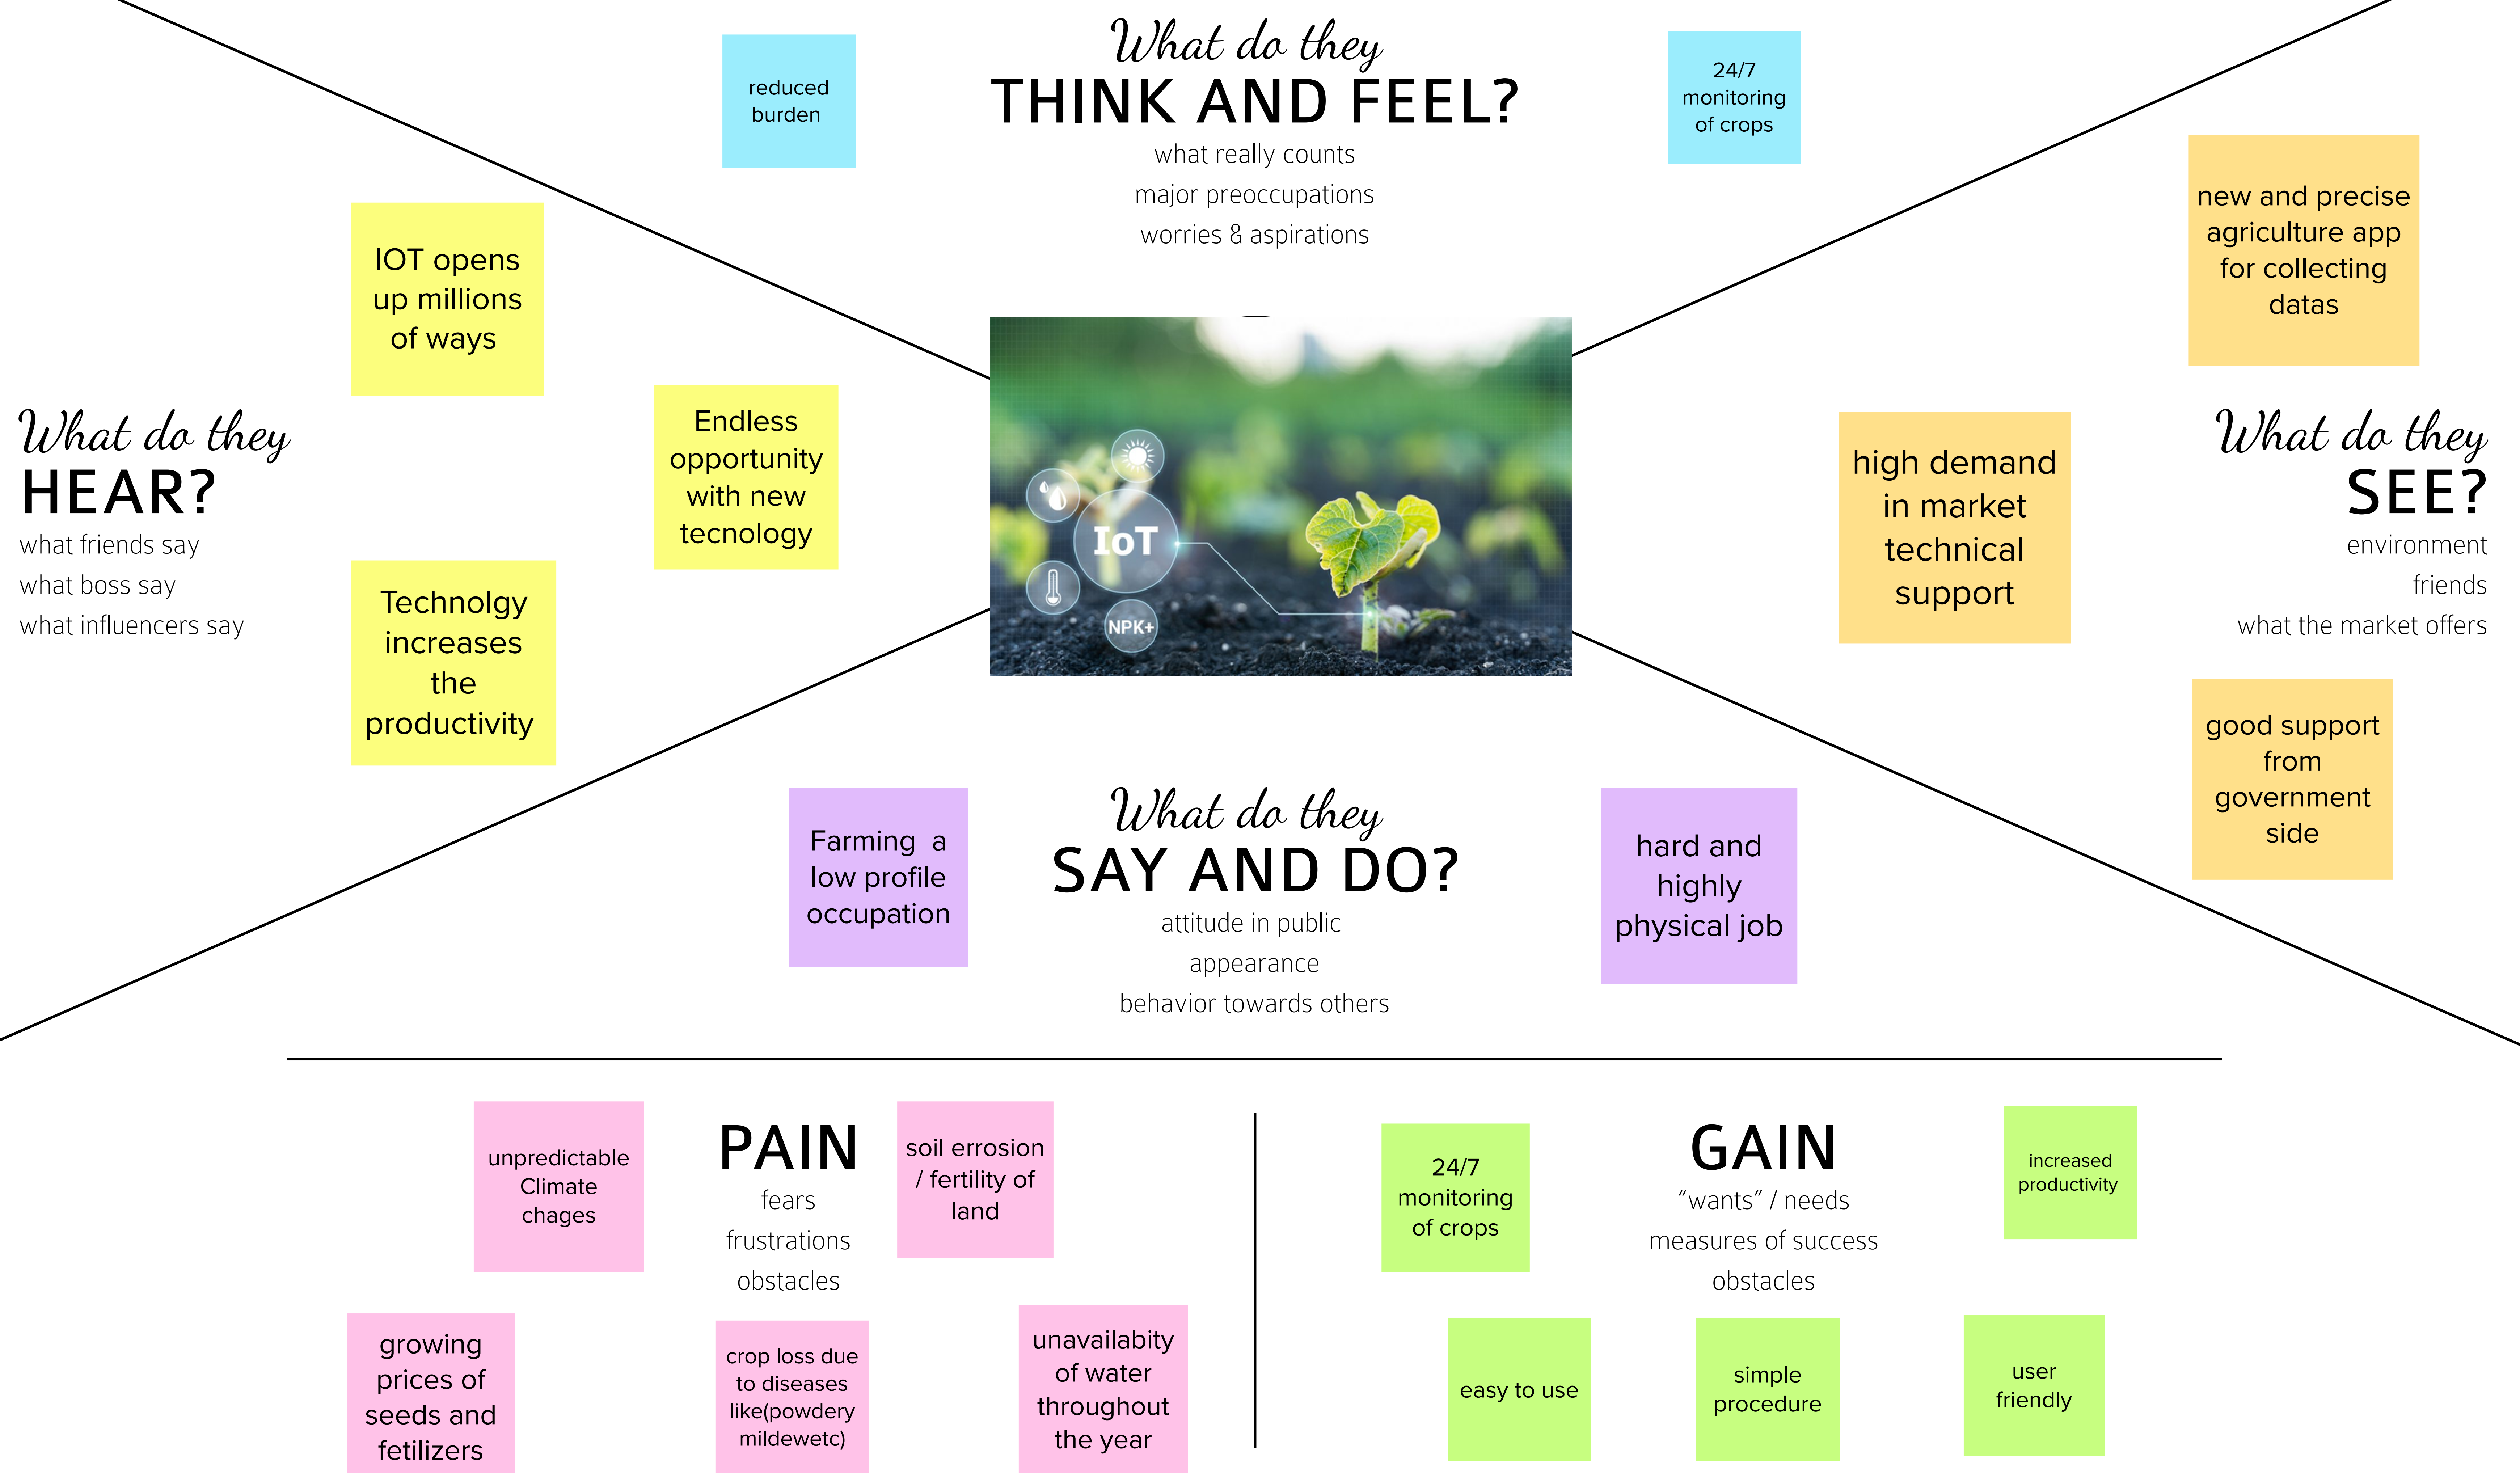 What do they
THINK AND FEEL?
what really counts
major preoccupations
worries & aspirations
reduced
burden
24/7
monitoring
of crops
What do they
HEAR?
what friends say
what boss say
what influencers say
IOT opens
up millions
of ways
Endless
opportunity
with new
tecnology
Technolgy
increases
the
productivity
IoT
NPK+
What do they
SEE?
environment
friends
what the market offers
new and precise
agriculture app
for collecting
datas
high demand
in market
technical
support
good support
from
government
side
What do they
SAY AND DO?
attitude in public
appearance
behavior towards others
Farming a
low profile
occupation
hard and
highly
physical job
PAIN
fears
frustrations
obstacles
unpredictable
Climate
chages
soil errosion
/ fertility of
land
growing
prices of
seeds and
fetilizers
crop loss due
to diseases
like(powdery
mildewetc)
unavailabity
of water
throughout
the year
GAIN
"wants" / needs
measures of success
obstacles
24/7
monitoring
of crops
increased
productivity
easy to use
simple
procedure
user
friendly